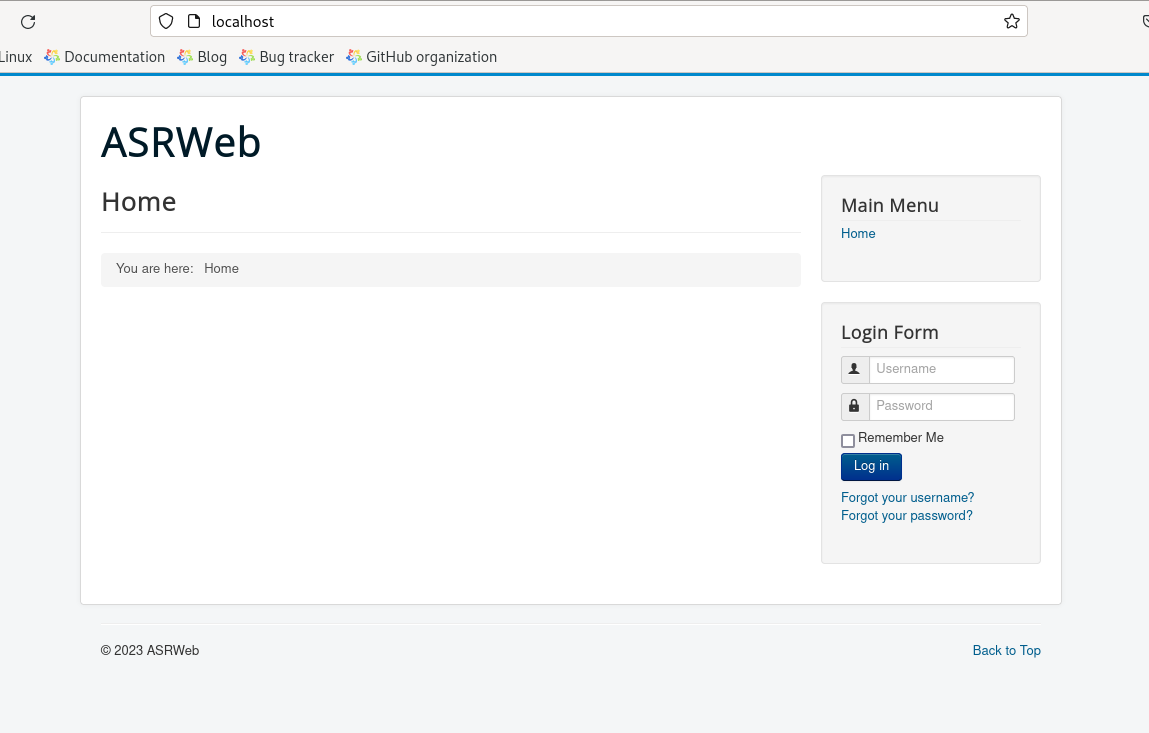 localhost
Linux Documentation Blog Bug tracker GitHub organization
ASRWeb
Home
You are here: Home
Main Menu
Home
Login Form
Username
Password
Remember Me
Log in
Forgot your username?
Forgot your password?
© 2023 ASRWeb
Back to Top